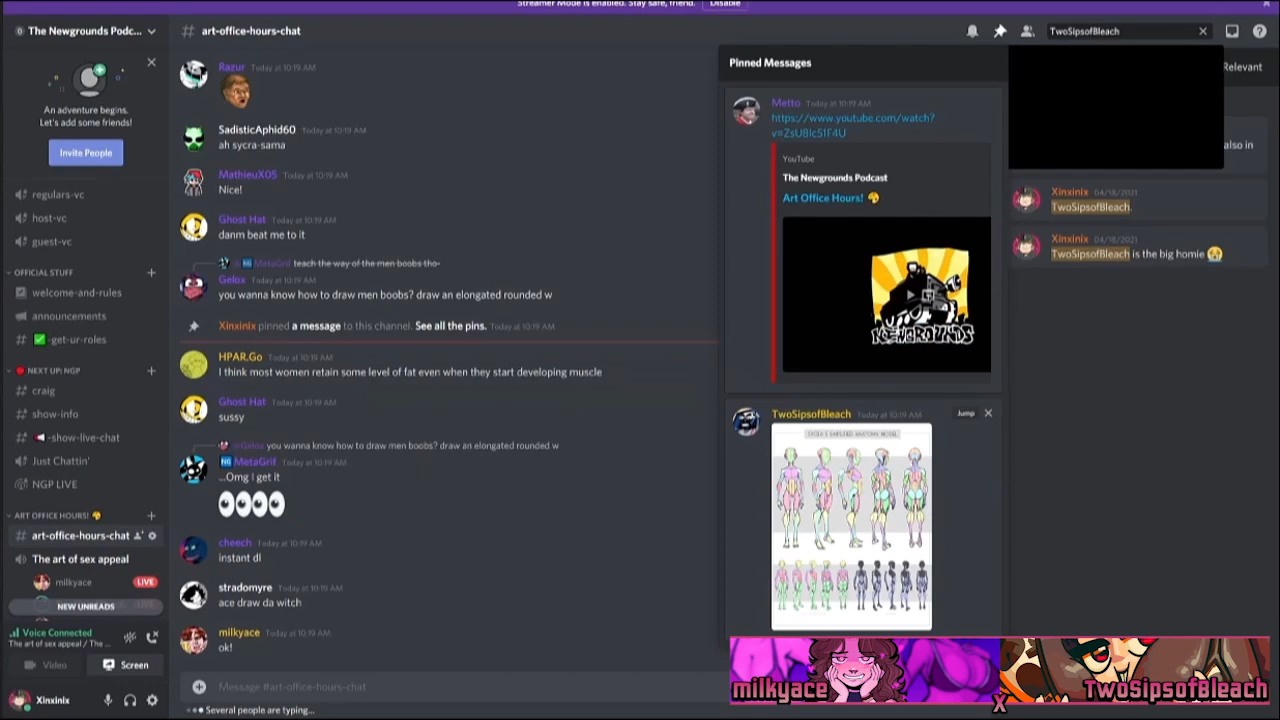 Streamer Mode is enabled. Stay safe, friend.
Disable
The Newgrounds Podc...
An adventure begins.
Let's add some friends!
Invite People
regulars-vc
host-vc
guest-vc
OFFICIAL STUFF
welcome-and-rules
announcements
-get-ur-roles
NEXT UP: NGP
craig
show-info
-show-live-chat
Just Chattin'
NGP LIVE
ART OFFICE HOURS!
art-office-hours-chat
The art of sex appeal
milkyace
LIVE
NEW UNREADS
Voice Connected
The art of sex appeal / The ...
Video
Screen
Xinxinix
# art-office-hours-chat
Razur Today at 10:19 AM
SadisticAphid60 Today at 10:19 AM
ah sycra-sama
MathieuX05 Today at 10:19 AM
Nice!
Ghost Hat Today at 10:19 AM
danm beat me to it
NG MetaGrif teach the way of the men boobs tho-
Gelox Today at 10:19 AM
you wanna know how to draw men boobs? draw an elongated rounded w
Xinxinix pinned a message to this channel. See all the pins. Today at 10:19 AM
HPAR.Go Today at 10:19 AM
I think most women retain some level of fat even when they start developing muscle
Ghost Hat Today at 10:19 AM
sussy
@Gelox you wanna know how to draw men boobs? draw an elongated rounded w
NG MetaGrif Today at 10:19 AM
...Omg I get it
cheech Today at 10:19 AM
instant dl
stradomyre Today at 10:19 AM
ace draw da witch
milkyace Today at 10:19 AM
ok!
Message #art-office-hours-chat
Several people are typing...
Pinned Messages
Metto Today at 10:19 AM
https://www.youtube.com/watch?
v=ZsU8Ic51F4U
YouTube
The Newgrounds Podcast
Art Office Hours!
NEWGROUNDS
TwoSipsofBleach Today at 10:19 AM
Jump
TwoSipsofBleach
Relevant
also in
Xinxinix 04/18/2021
TwoSipsofBleach.
Xinxinix 04/18/2021
TwoSipsofBleach is the big homie
milkyace
X
TwoSipsofBleach